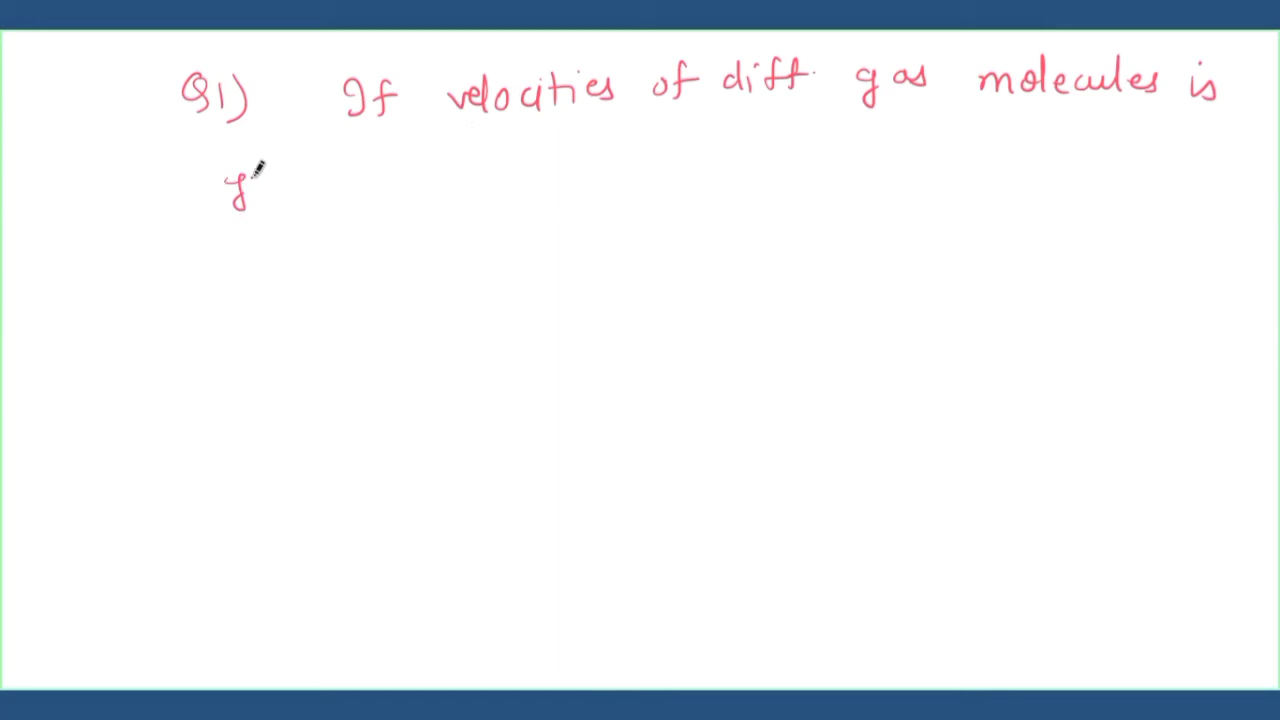 Q1) If velocities of diff. gas molecules is